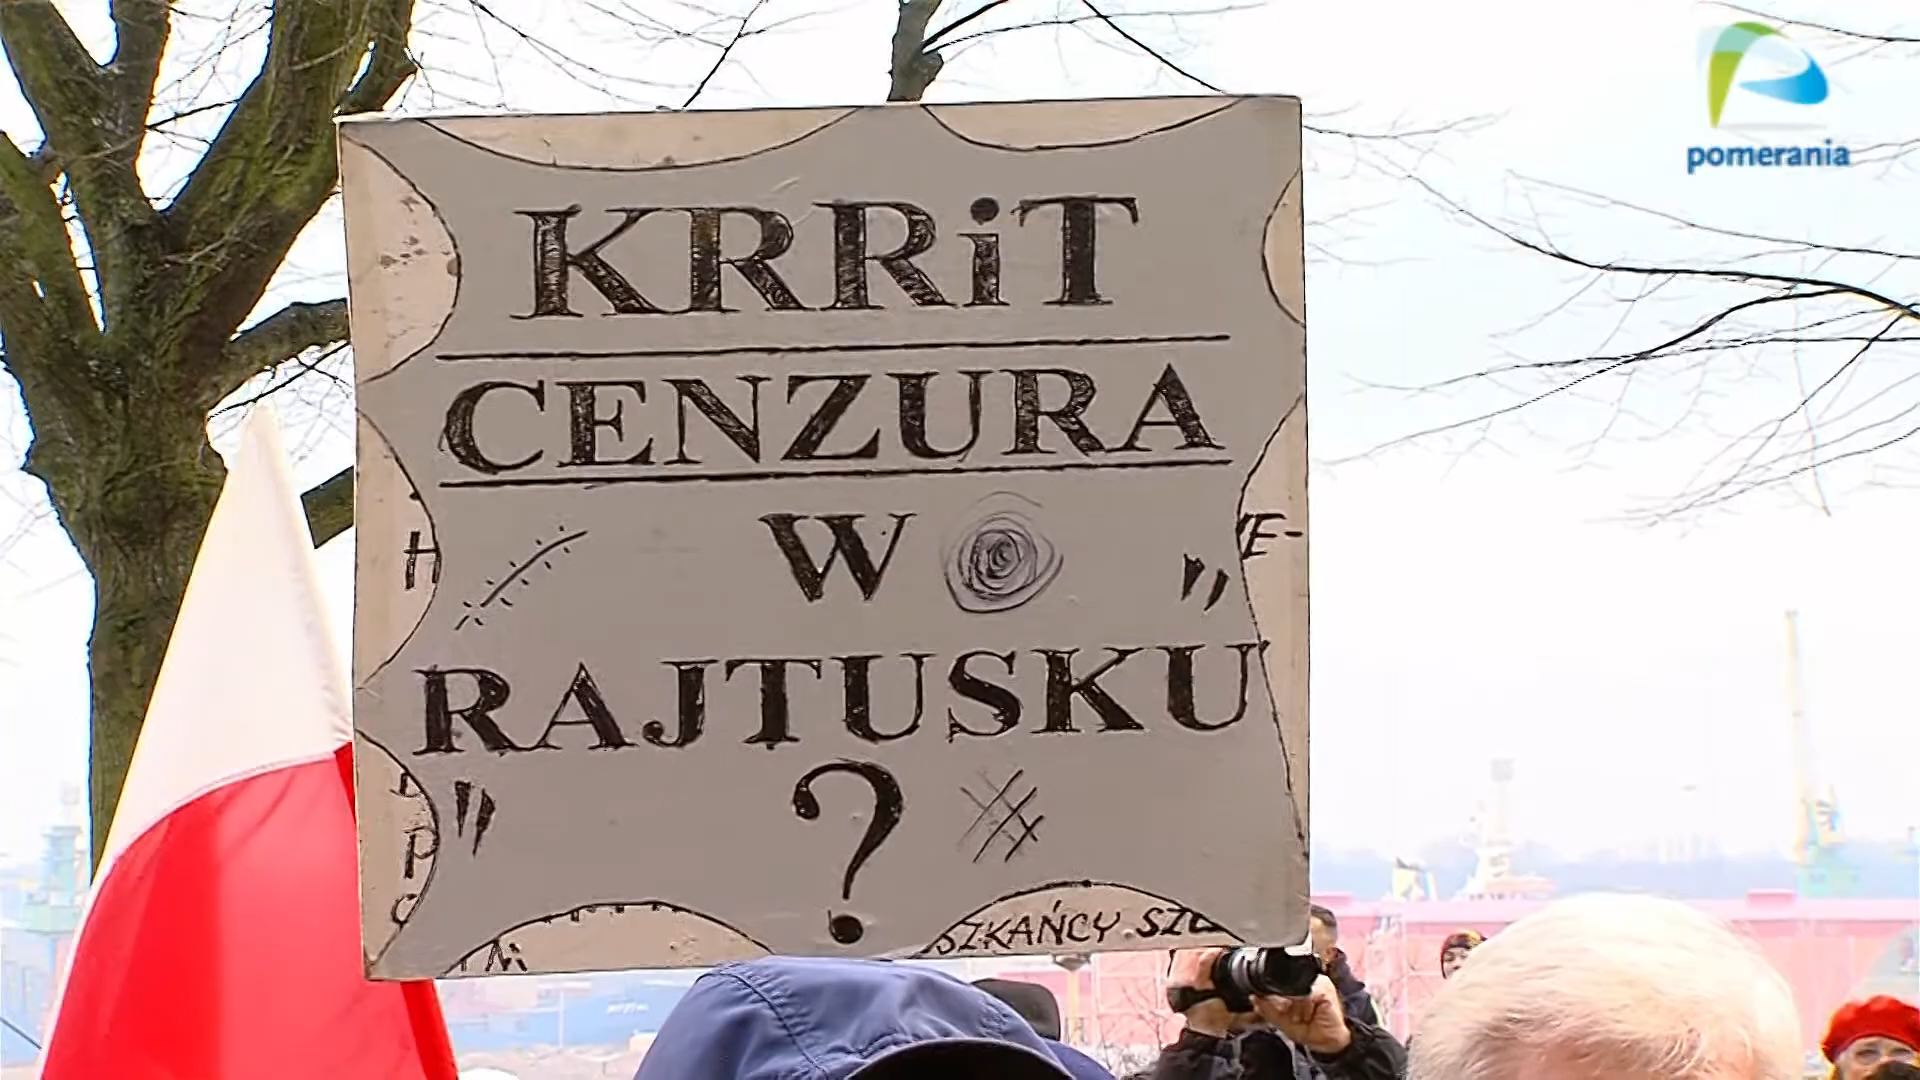 pomerania
KRRiT
CENZURA
W
"
RAJTUSKU
" ?